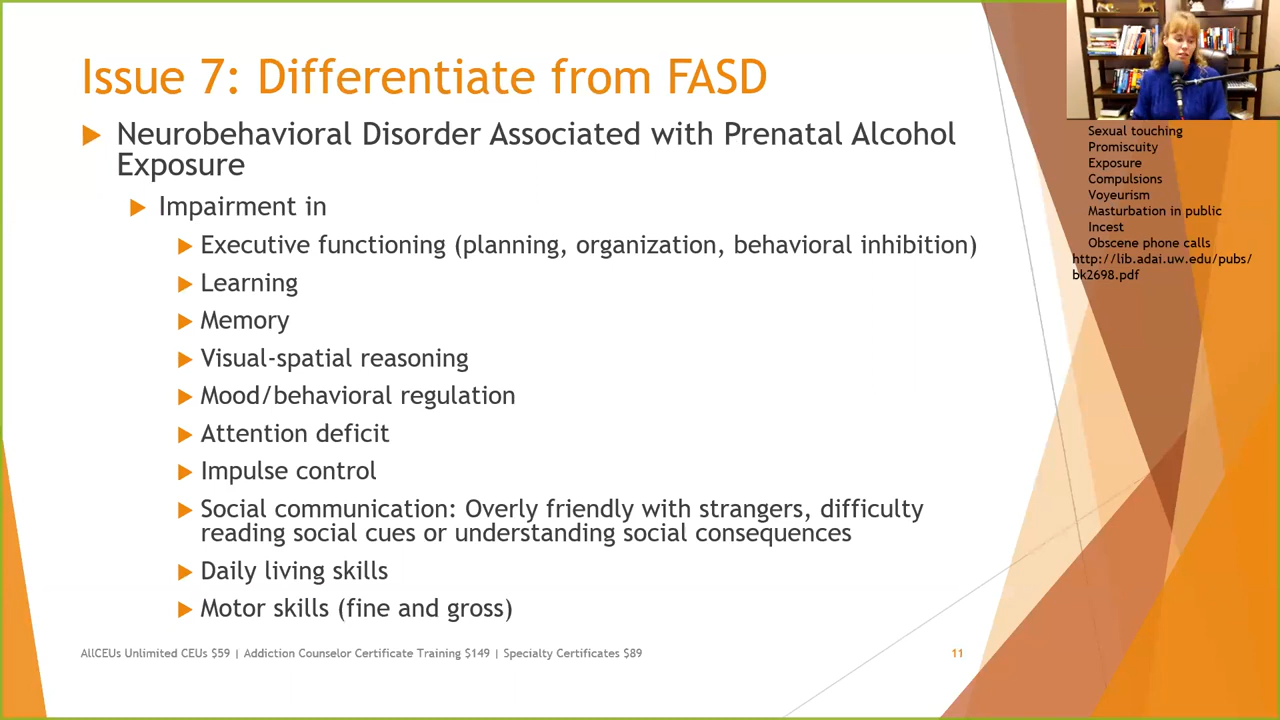 Issue 7: Differentiate from FASD
Neurobehavioral Disorder Associated with Prenatal Alcohol
Exposure
Impairment in
Executive functioning (planning, organization, behavioral inhibition)
Learning
Memory
Visual-spatial reasoning
Mood/behavioral regulation
Attention deficit
Impulse control
Social communication: Overly friendly with strangers, difficulty
reading social cues or understanding social consequences
Daily living skills
Motor skills (fine and gross)
AllCEUs Unlimited CEUs $59 | Addiction Counselor Certificate Training $149 | Specialty Certificates $89
11
Sexual touching
Promiscuity
Exposure
Compulsions
Voyeurism
Masturbation in public
Incest
Obscene phone calls
http://lib.adai.uw.edu/pubs/
bk2698.pdf